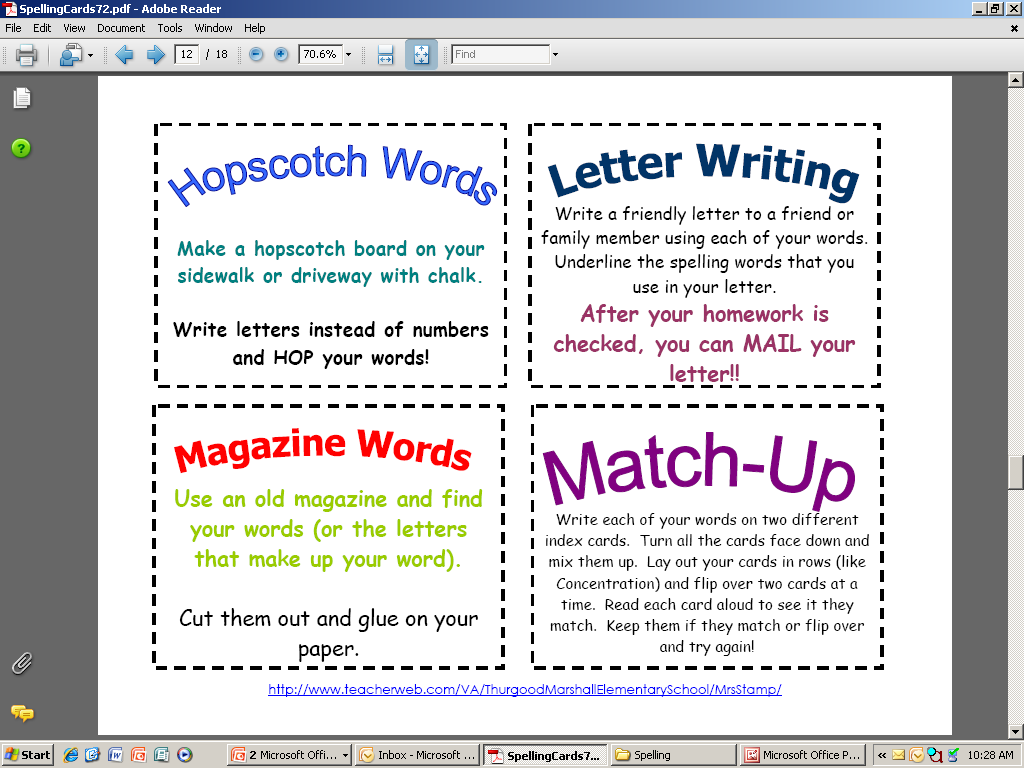 SpellingCards72.pdf - Adobe Reader
File Edit View Document Tools Window Help
12 / 18 70.6% Find
Hopscotch Words
Make a hopscotch board on your
sidewalk or driveway with chalk.
Write letters instead of numbers
and HOP your words!
Letter Writing
Write a friendly letter to a friend or
family member using each of your words.
Underline the spelling words that you
use in your letter.
After your homework is
checked, you can MAIL your
letter!!
Magazine Words
Use an old magazine and find
your words (or the letters
that make up your word).
Cut them out and glue on your
paper.
Match-Up
Write each of your words on two different
index cards. Turn all the cards face down and
mix them up. Lay out your cards in rows (like
Concentration) and flip over two cards at a
time. Read each card aloud to see it they
match. Keep them if they match or flip over
and try again!
http://www.teacherweb.com/VA/ThurgoodMarshallElementarySchool/MrsStamp/
Start 2 Microsoft Offi... Inbox - Microsoft ... SpellingCards7... Spelling Microsoft Office P... « 10:28 AM